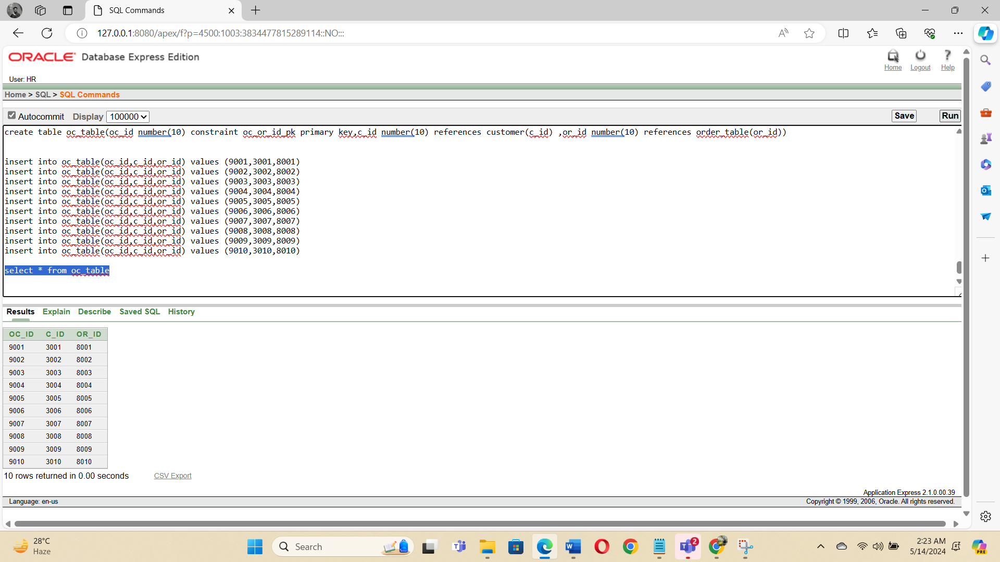 SQL Commands
127.0.0.1:8080/apex/f?p=4500:1003:3834477815289114::NO:::
ORACLE Database Express Edition
Home Logout Help
User: HR
Home > SQL > SQL Commands
Autocommit Display 100000 Save Run
create table oc_table(oc_id number(10) constraint oc_or_id_pk primary key,c_id number(10) references customer(c_id) ,or_id number(10) references order_table(or_id))
insert into oc_table(oc_id,c_id,or_id) values (9001,3001,8001)
insert into oc_table(oc_id,c_id,or_id) values (9002,3002,8002)
insert into oc_table(oc_id,c_id,or_id) values (9003,3003,8003)
insert into oc_table(oc_id,c_id,or_id) values (9004,3004,8004)
insert into oc_table(oc_id,c_id,or_id) values (9005,3005,8005)
insert into oc_table(oc_id,c_id,or_id) values (9006,3006,8006)
insert into oc_table(oc_id,c_id,or_id) values (9007,3007,8007)
insert into oc_table(oc_id,c_id,or_id) values (9008,3008,8008)
insert into oc_table(oc_id,c_id,or_id) values (9009,3009,8009)
insert into oc_table(oc_id,c_id,or_id) values (9010,3010,8010)
select * from oc_table
Results Explain Describe Saved SQL History
OC_ID C_ID OR_ID
9001 3001 8001
9002 3002 8002
9003 3003 8003
9004 3004 8004
9005 3005 8005
9006 3006 8006
9007 3007 8007
9008 3008 8008
9009 3009 8009
9010 3010 8010
10 rows returned in 0.00 seconds CSV Export
Application Express 2.1.0.00.39
Language: en-us Copyright © 1999, 2006, Oracle. All rights reserved.
28°C
Haze
Search
2
2:23 AM
5/14/2024
PRE